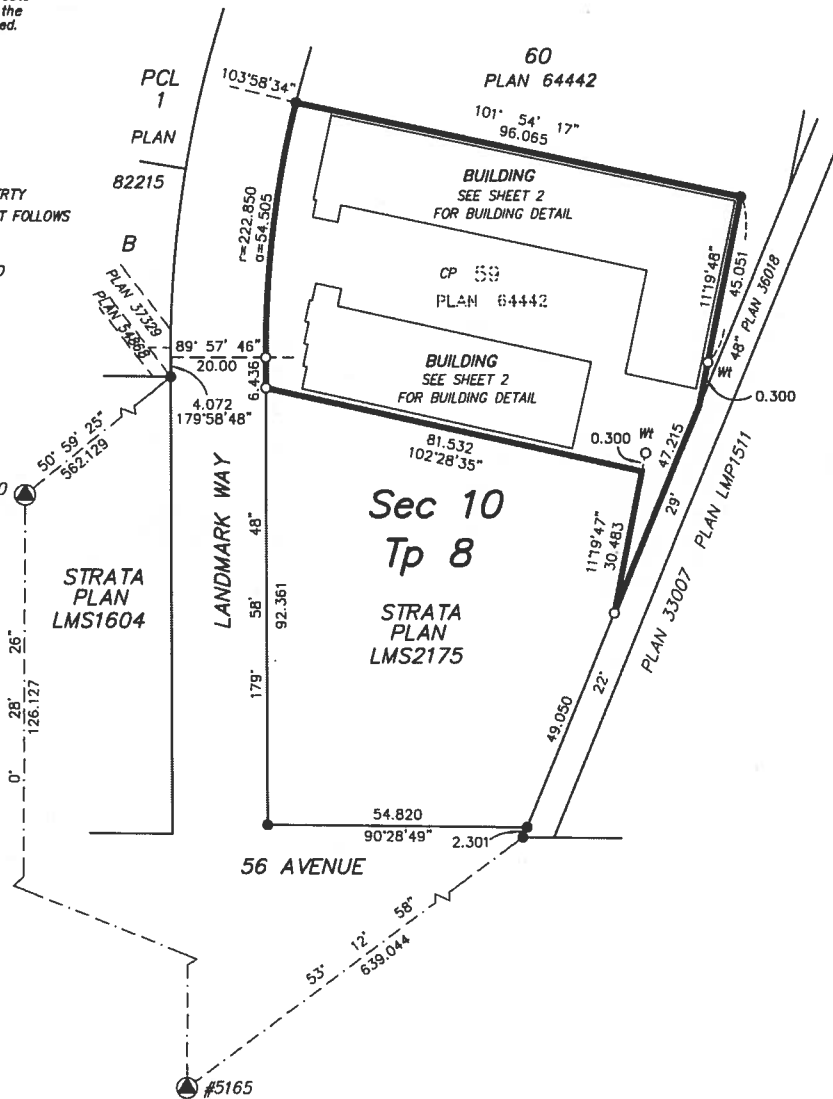 the
ed.
60
PLAN 64442
PCL
1
PLAN
82215
103°58'34"
101° 54' 17"
96.065
RTY
T FOLLOWS
B
BUILDING
SEE SHEET 2
FOR BUILDING DETAIL
r=222.850
a=54.505
CP 59
PLAN 64442
11°19'48"
45.051
48" PLAN 36018
PLAN 37329
PLAN 54868
89° 57' 46"
20.00
6.436
BUILDING
SEE SHEET 2
FOR BUILDING DETAIL
Wt
0.300
4.072
179°58'48"
50° 59' 25"
562.129
81.532
102°28'35"
0.300
Wt
47.215
29'
Sec 10
Tp 8
11°19'47"
30.483
PLAN 33007 PLAN LMP1511
LANDMARK WAY
179° 58' 48"
92.361
STRATA
PLAN
LMS1604
STRATA
PLAN
LMS2175
0° 28' 26"
126.127
49.050
22°
54.820
90°28'49"
2.301
56 AVENUE
53° 12' 58"
639.044
#5165